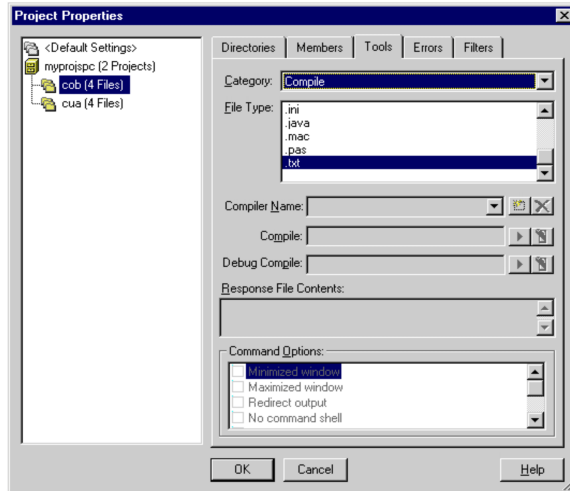 Project Properties
<Default Settings>
myprojspc (2 Projects)
cob (4 Files)
cua (4 Files)
Directories Members Tools Errors Filters
Category: Compile
File Type: .ini
.java
.mac
.pas
.txt
Compiler Name:
Compile:
Debug Compile:
Response File Contents:
Command Options:
Minimized window
Maximized window
Redirect output
No command shell
OK Cancel Help